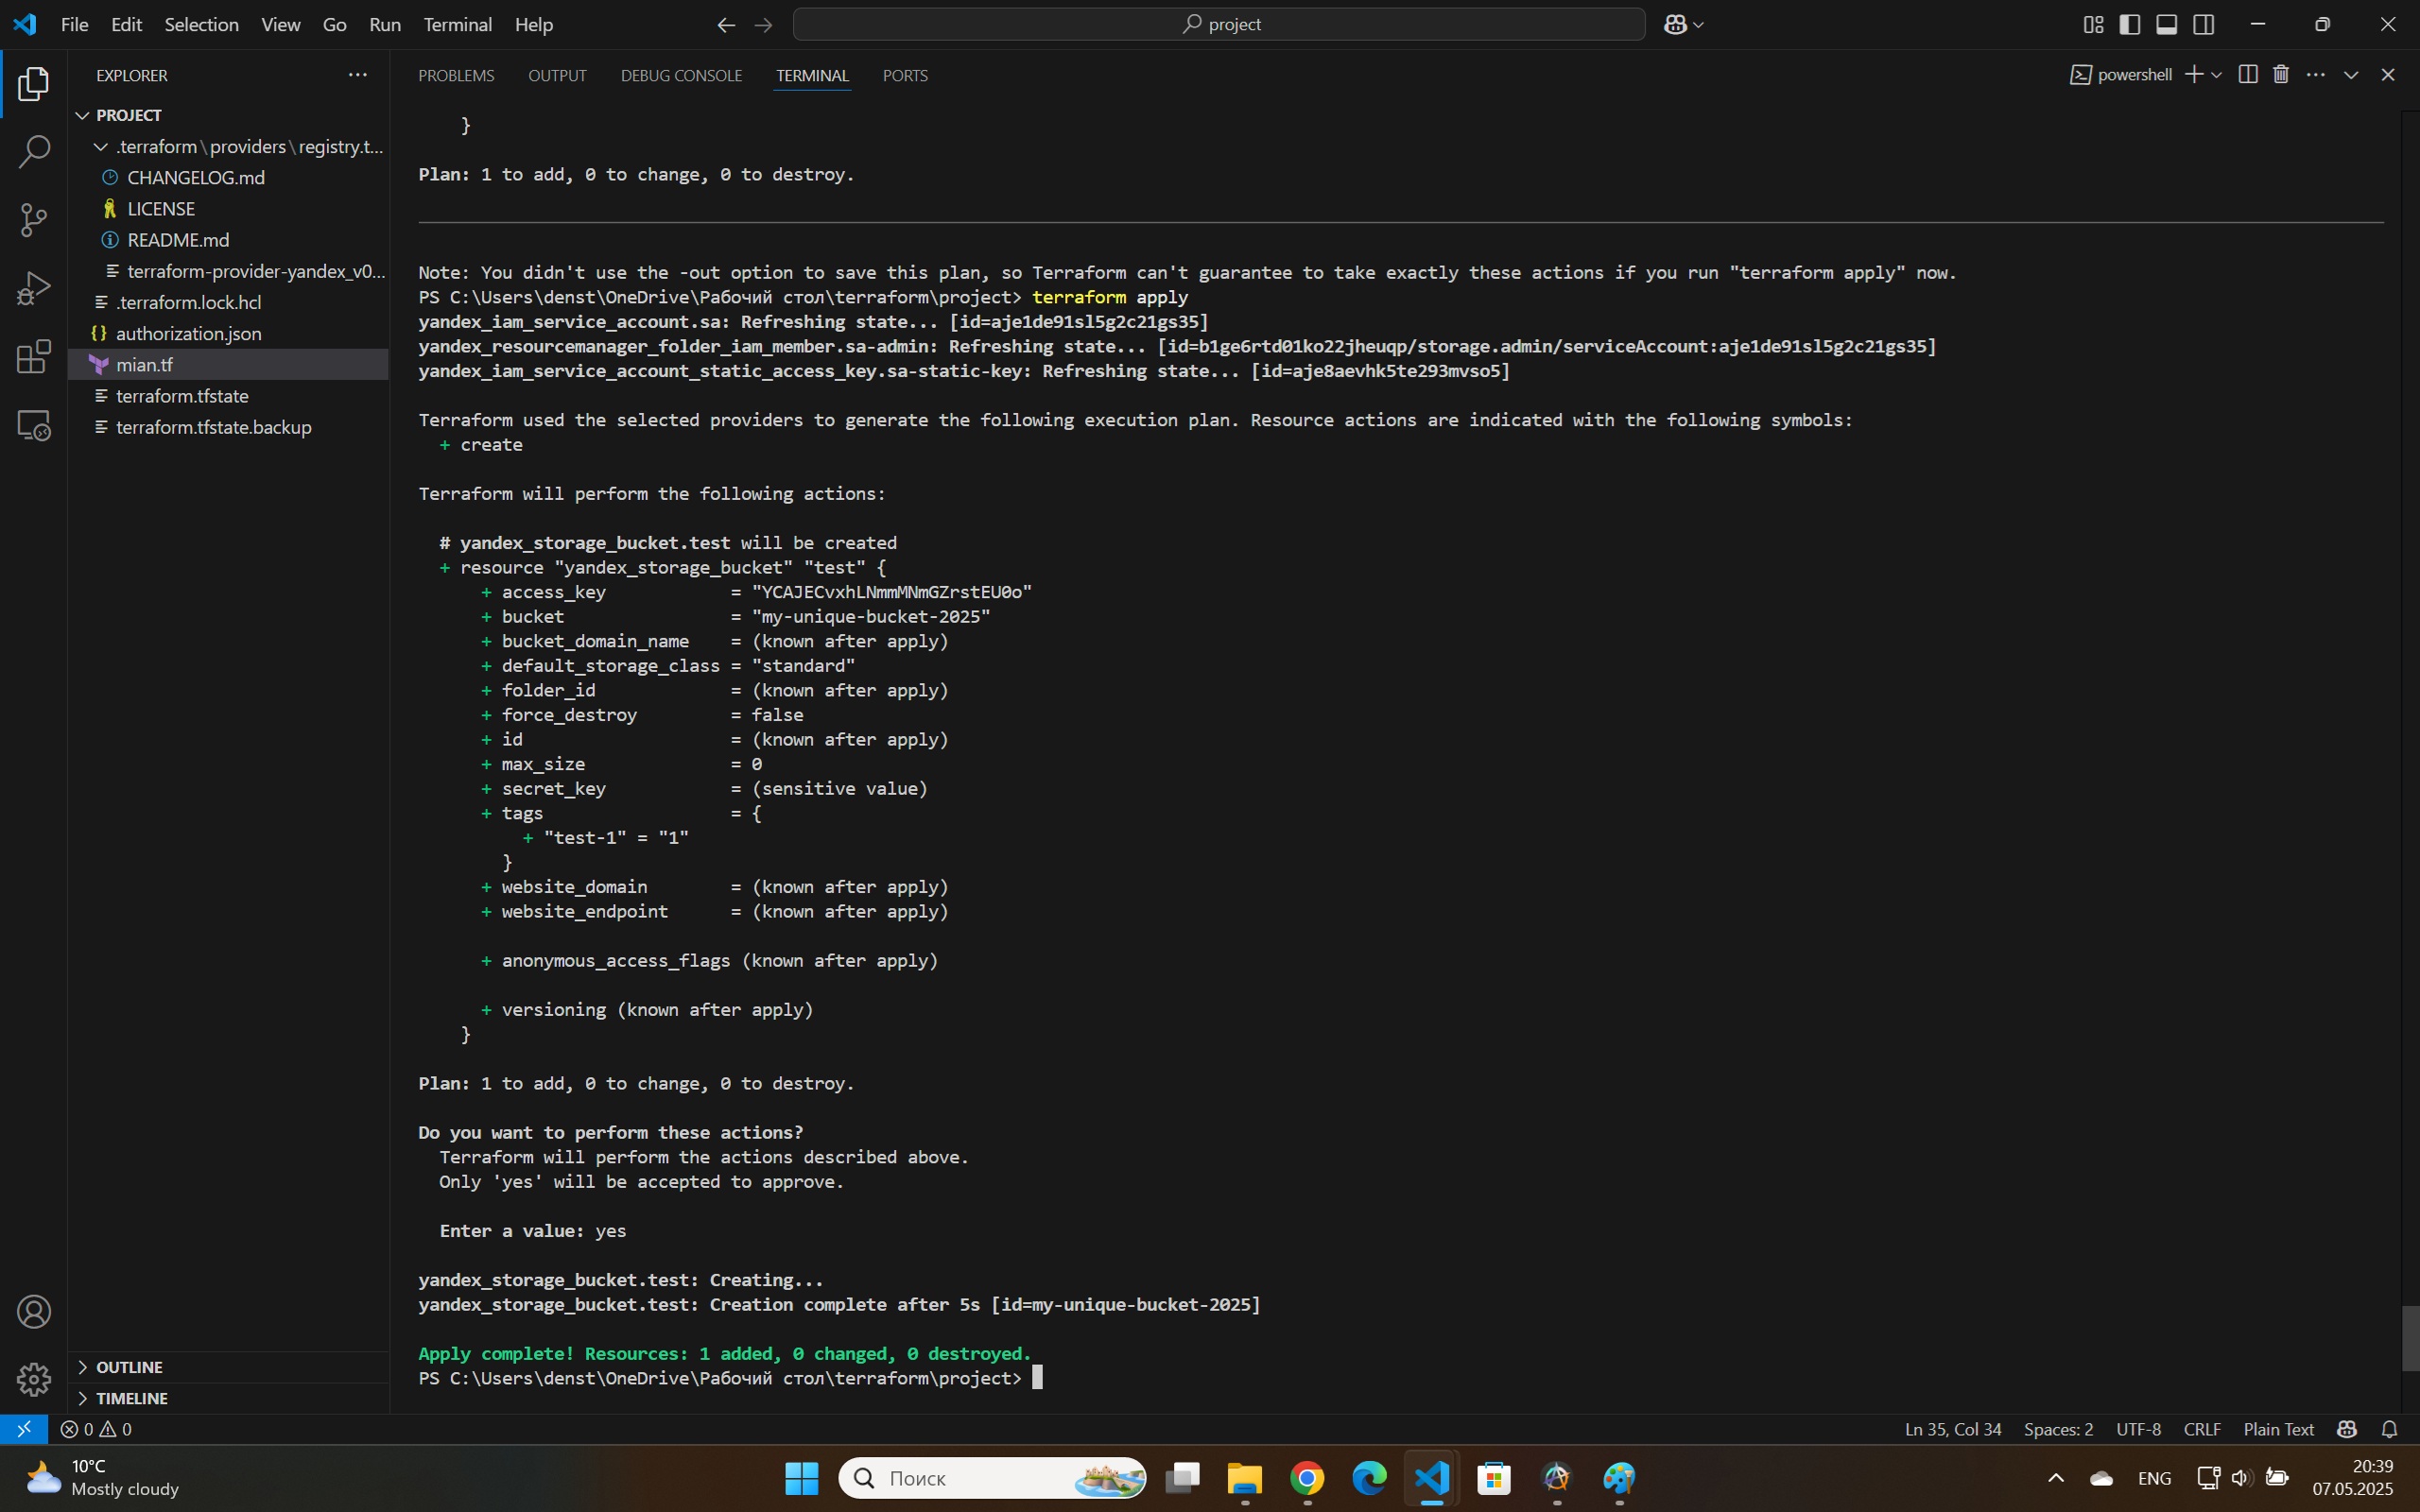 File Edit Selection View Go Run Terminal Help
project
EXPLORER
PROJECT
.terraform\providers\registry.t...
CHANGELOG.md
LICENSE
README.md
terraform-provider-yandex_v0...
.terraform.lock.hcl
authorization.json
mian.tf
terraform.tfstate
terraform.tfstate.backup
OUTLINE
TIMELINE
PROBLEMS OUTPUT DEBUG CONSOLE TERMINAL PORTS
powershell
}
Plan: 1 to add, 0 to change, 0 to destroy.
Note: You didn't use the -out option to save this plan, so Terraform can't guarantee to take exactly these actions if you run "terraform apply" now.
PS C:\Users\denst\OneDrive\Рабочий стол\terraform\project> terraform apply
yandex_iam_service_account.sa: Refreshing state... [id=aje1de91sl5g2c21gs35]
yandex_resourcemanager_folder_iam_member.sa-admin: Refreshing state... [id=b1ge6rtd01ko22jheuqp/storage.admin/serviceAccount:aje1de91sl5g2c21gs35]
yandex_iam_service_account_static_access_key.sa-static-key: Refreshing state... [id=aje8aevhk5te293mvso5]
Terraform used the selected providers to generate the following execution plan. Resource actions are indicated with the following symbols:
+ create
Terraform will perform the following actions:
# yandex_storage_bucket.test will be created
+ resource "yandex_storage_bucket" "test" {
+ access_key = "YCAJECvxhLNmmMNmGZrstEU0o"
+ bucket = "my-unique-bucket-2025"
+ bucket_domain_name = (known after apply)
+ default_storage_class = "standard"
+ folder_id = (known after apply)
+ force_destroy = false
+ id = (known after apply)
+ max_size = 0
+ secret_key = (sensitive value)
+ tags = {
+ "test-1" = "1"
}
+ website_domain = (known after apply)
+ website_endpoint = (known after apply)
+ anonymous_access_flags (known after apply)
+ versioning (known after apply)
}
Plan: 1 to add, 0 to change, 0 to destroy.
Do you want to perform these actions?
Terraform will perform the actions described above.
Only 'yes' will be accepted to approve.
Enter a value: yes
yandex_storage_bucket.test: Creating...
yandex_storage_bucket.test: Creation complete after 5s [id=my-unique-bucket-2025]
Apply complete! Resources: 1 added, 0 changed, 0 destroyed.
PS C:\Users\denst\OneDrive\Рабочий стол\terraform\project>
0 0
Ln 35, Col 34 Spaces: 2 UTF-8 CRLF Plain Text
10°C
Mostly cloudy
Поиск
ENG
20:39
07.05.2025